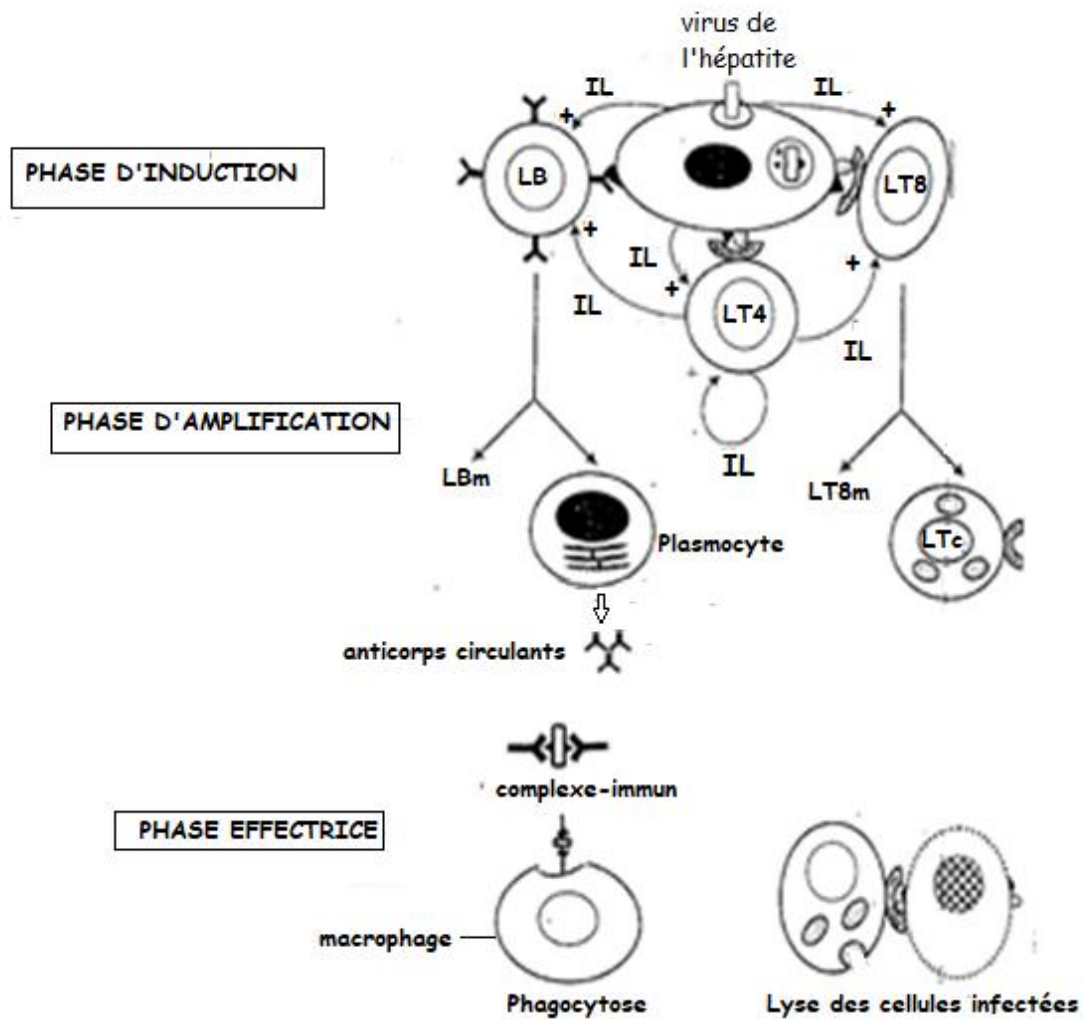 virus de
l'hépatite
IL
IL
+
+
PHASE D'INDUCTION
LB
LT8
+
IL
+
+
IL
LT4
IL
+
PHASE D'AMPLIFICATION
IL
LBm
LT8m
Plasmocyte
LTc
anticorps circulants
complexe-immun
PHASE EFFECTRICE
macrophage
Phagocytose
Lyse des cellules infectées